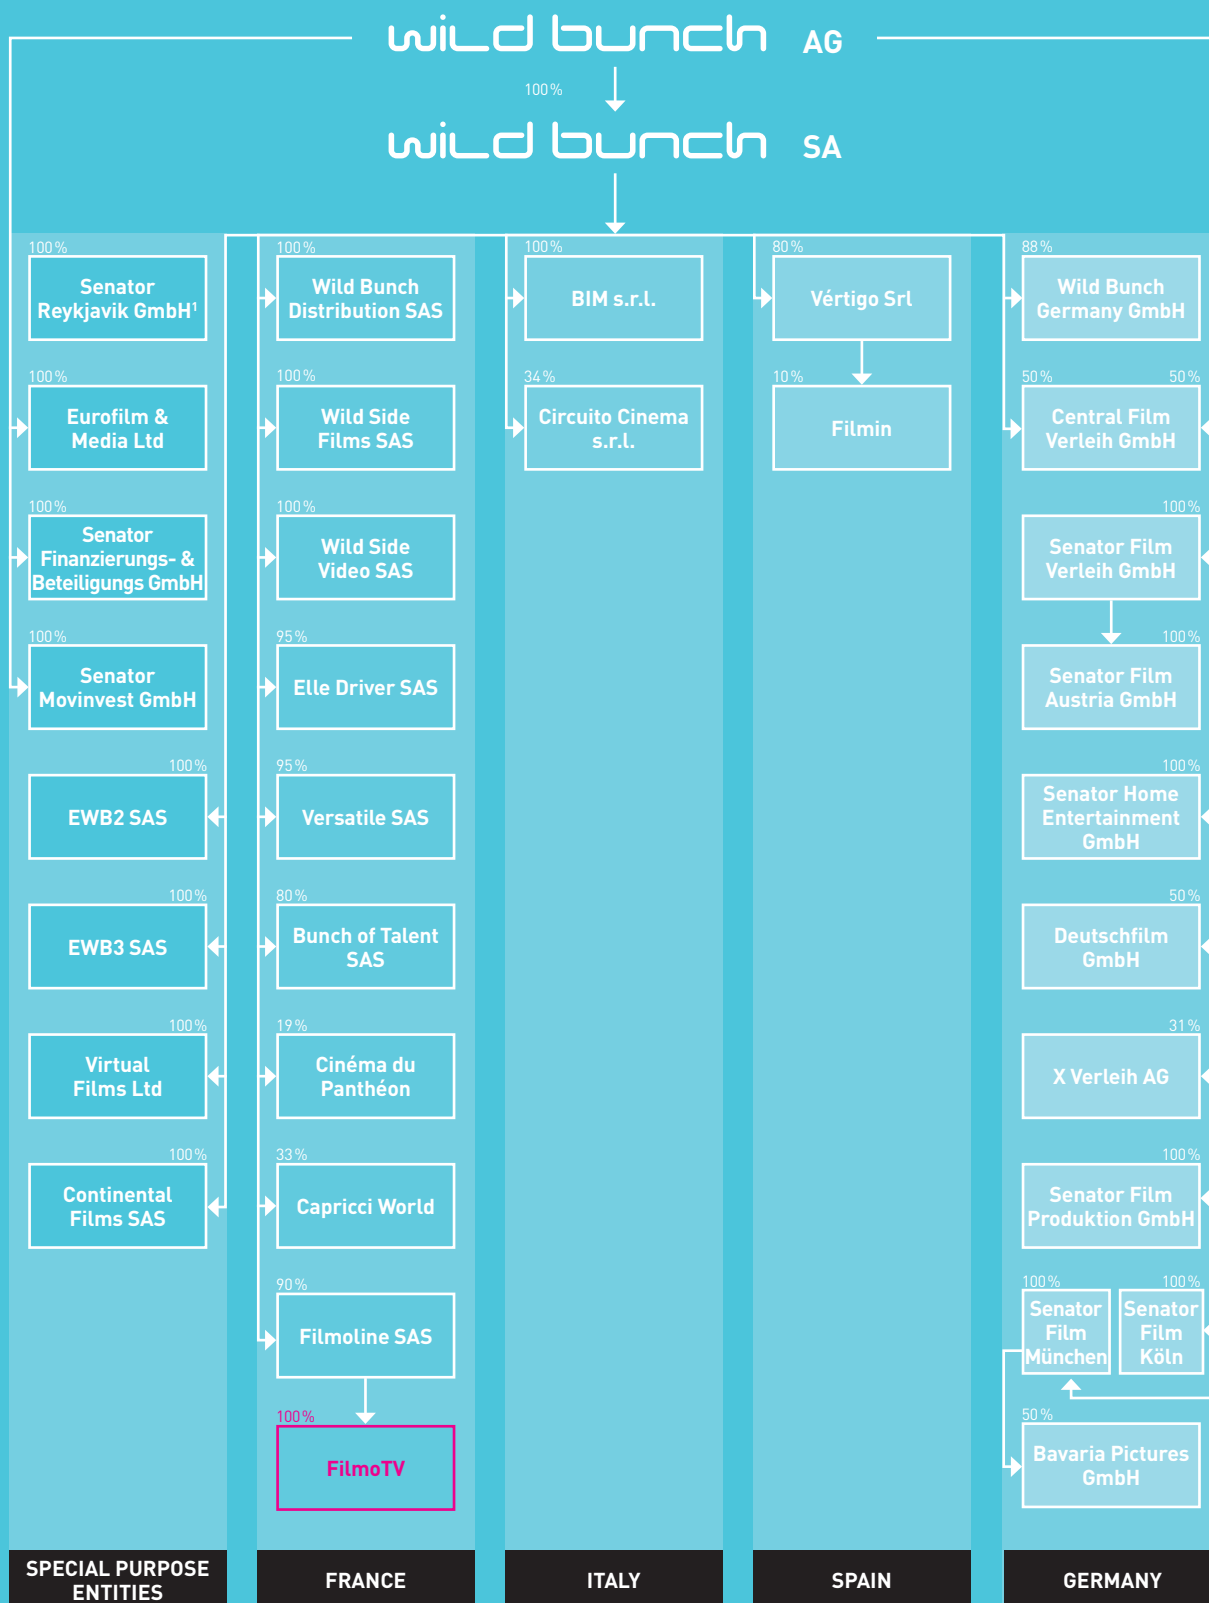 wild bunch AG
100%
wild bunch SA
100%
Senator
Reykjavik GmbH¹
100%
Eurofilm &
Media Ltd
100%
Senator
Finanzierungs- &
Beteiligungs GmbH
100%
Senator
Movinvest GmbH
100%
EWB2 SAS
100%
EWB3 SAS
100%
Virtual
Films Ltd
100%
Continental
Films SAS
SPECIAL PURPOSE
ENTITIES
100%
Wild Bunch
Distribution SAS
100%
Wild Side
Films SAS
100%
Wild Side
Video SAS
95%
Elle Driver SAS
95%
Versatile SAS
80%
Bunch of Talent
SAS
19%
Cinéma du
Panthéon
33%
Capricci World
90%
Filmoline SAS
100%
FilmoTV
FRANCE
100%
BIM s.r.l.
34%
Circuito Cinema
s.r.l.
ITALY
80%
Vértigo Srl
10%
Filmin
SPAIN
88%
Wild Bunch
Germany GmbH
50% 50%
Central Film
Verleih GmbH
100%
Senator Film
Verleih GmbH
100%
Senator Film
Austria GmbH
100%
Senator Home
Entertainment
GmbH
50%
Deutschfilm
GmbH
31%
X Verleih AG
100%
Senator Film
Produktion GmbH
100%
Senator
Film
München
100%
Senator
Film
Köln
50%
Bavaria Pictures
GmbH
GERMANY